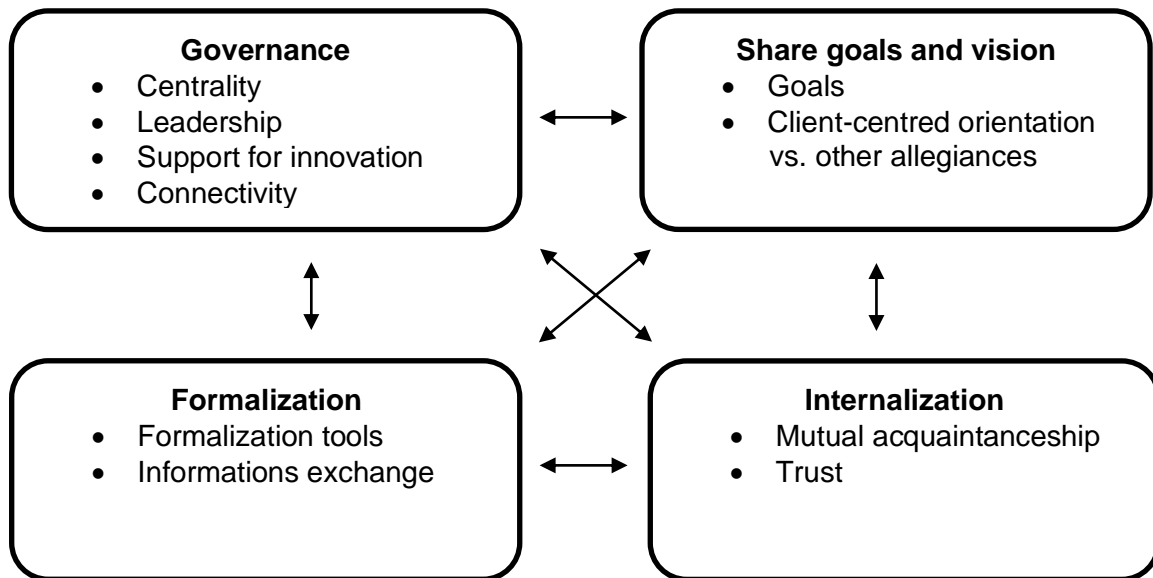 Governance
• Centrality
• Leadership
• Support for innovation
• Connectivity
Share goals and vision
• Goals
• Client-centred orientation
vs. other allegiances
Formalization
• Formalization tools
• Informations exchange
Internalization
• Mutual acquaintanceship
• Trust